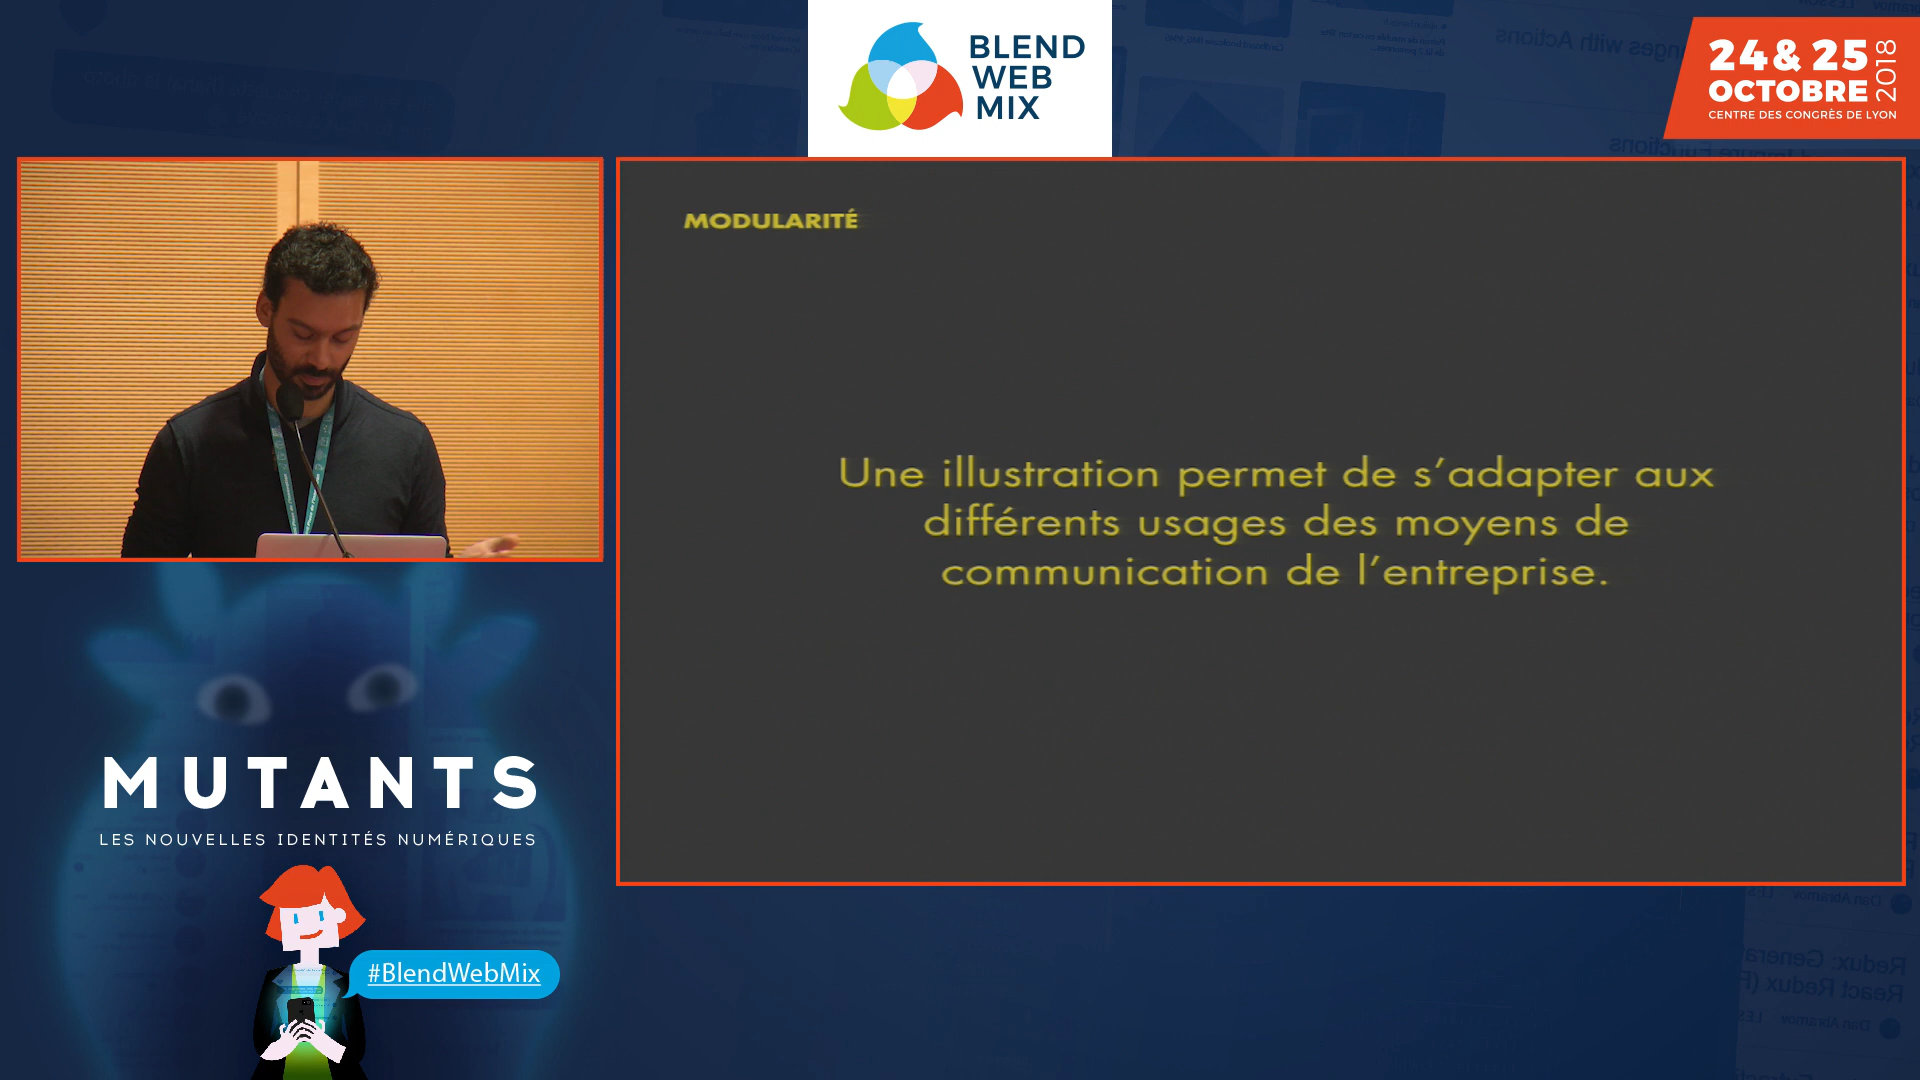 BLEND
WEB
MIX
24 & 25
OCTOBRE
2018
CENTRE DES CONGRÈS DE LYON
MODULARITÉ
Une illustration permet de s’adapter aux
différents usages des moyens de
communication de l’entreprise.
MUTANTS
LES NOUVELLES IDENTITÉS NUMÉRIQUES
#BlendWebMix